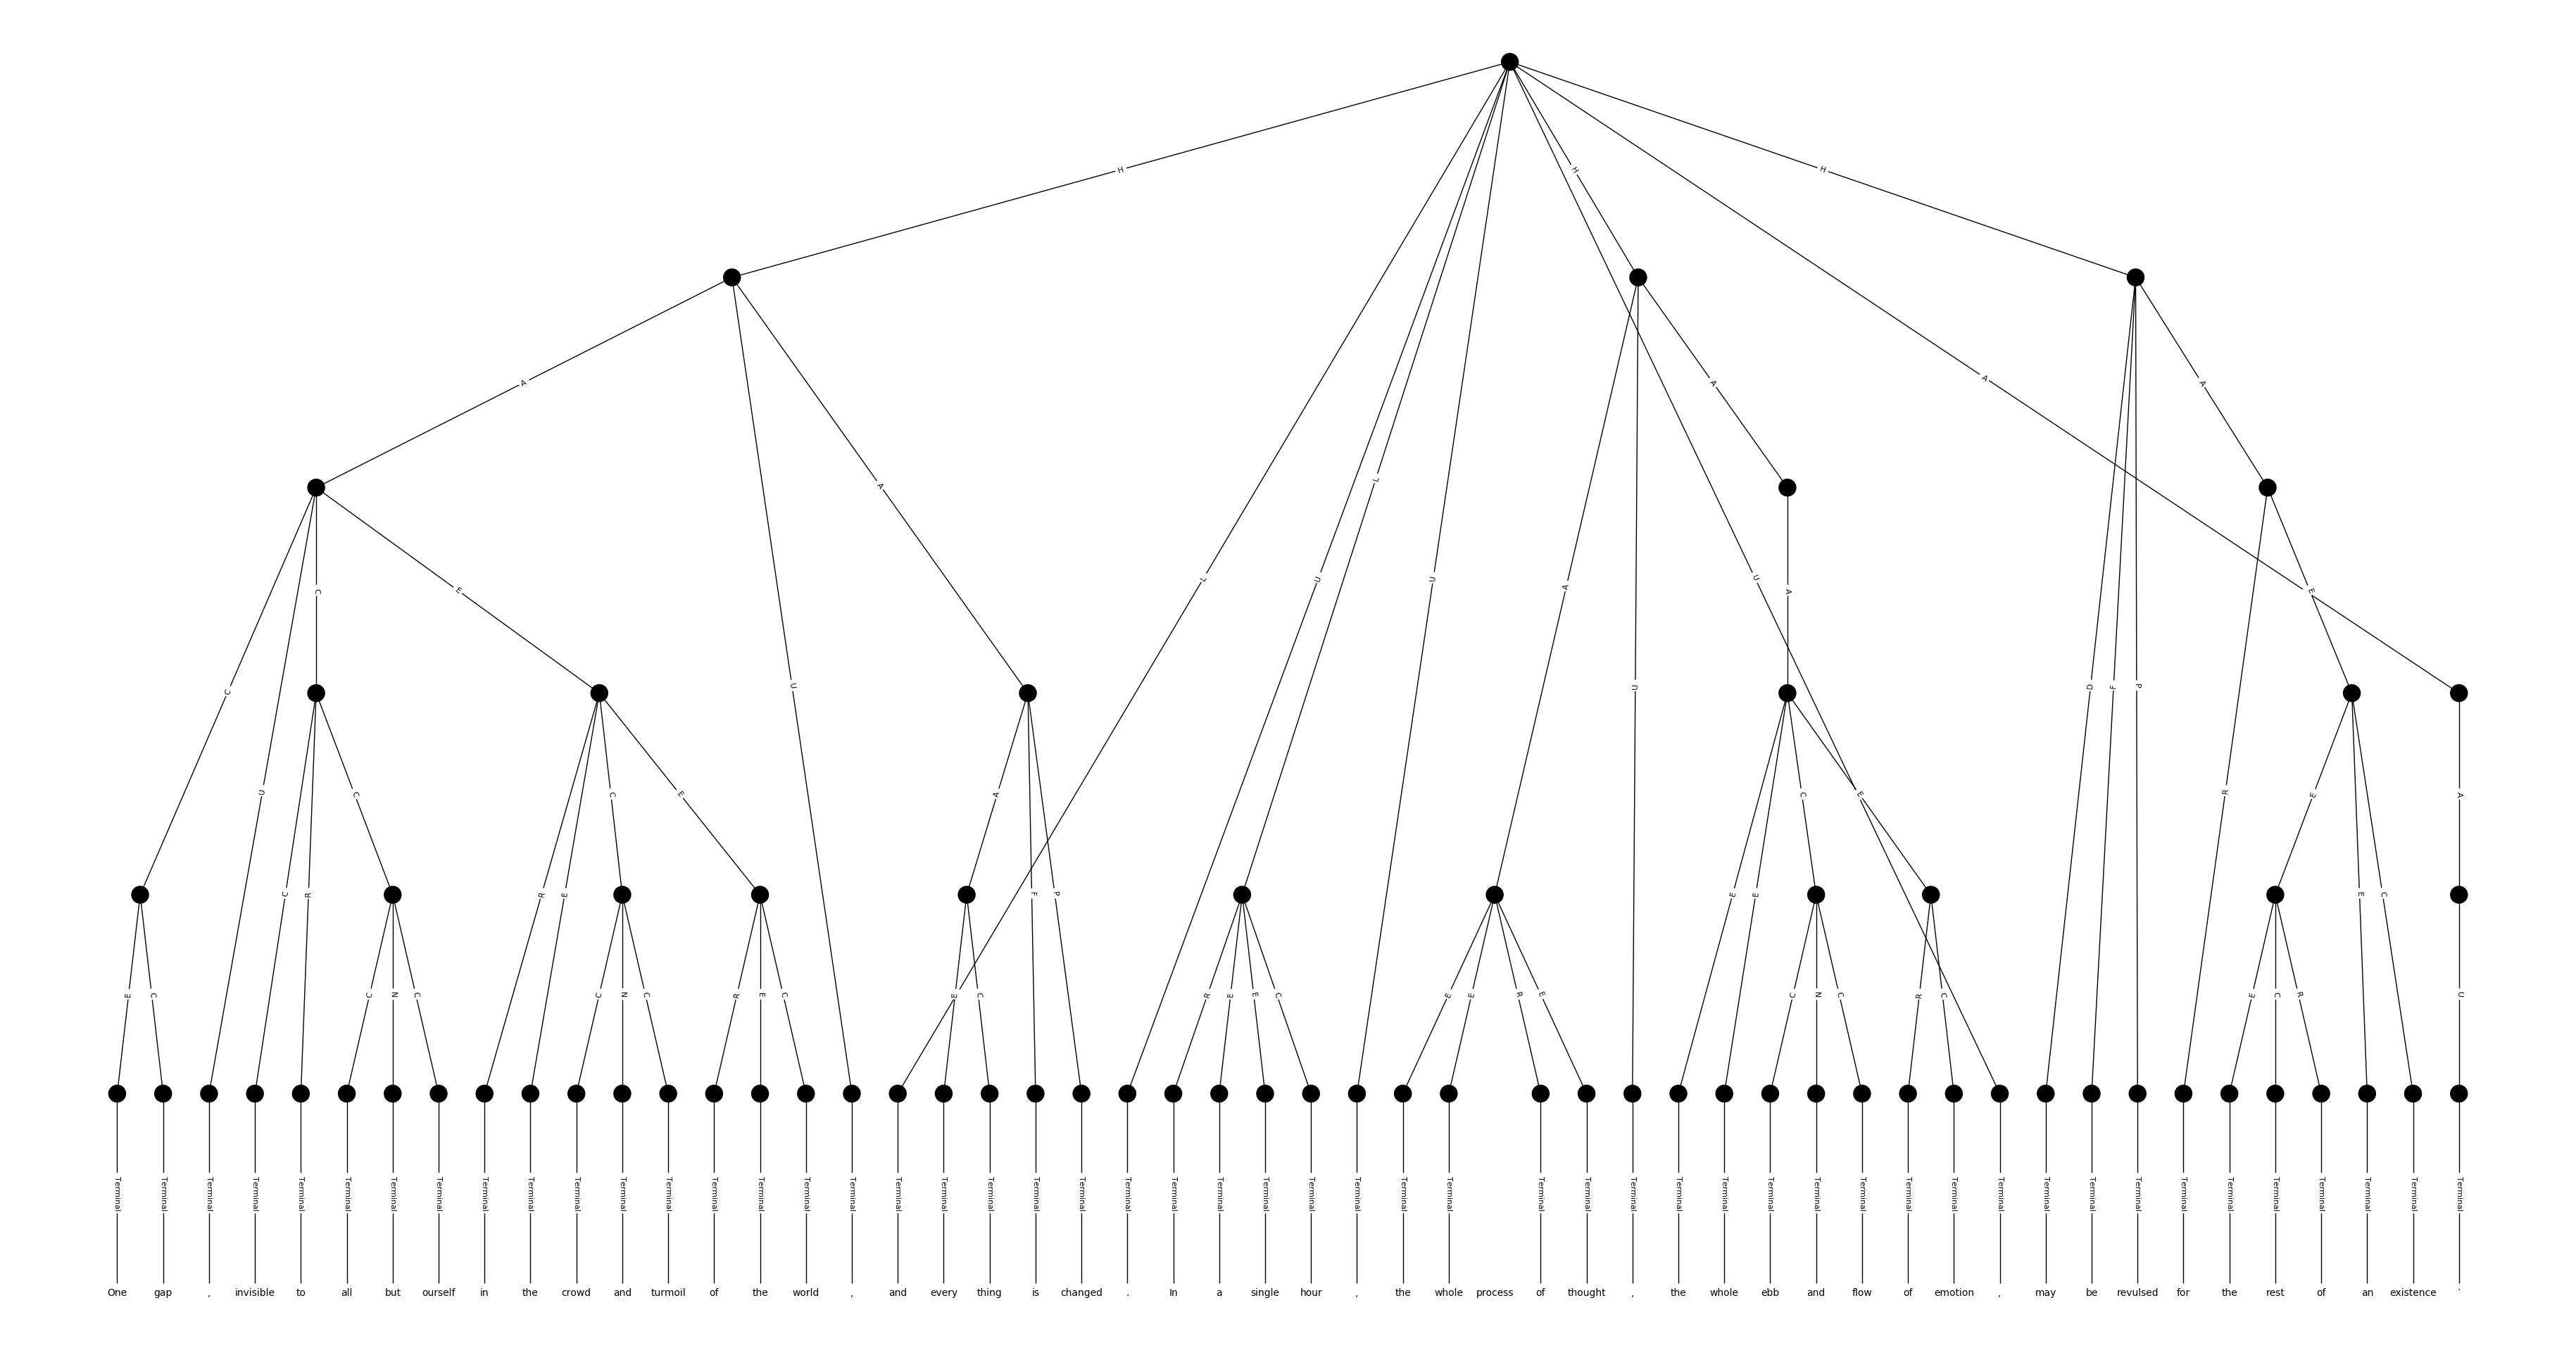 H H H
A A A A
A L
C E L U U A U A E
C U U D F P
U C C E A C E R E A
C R R E F P E E E C
E C C N C C N C R E C E C R E E C E E R E C N C R C E C R U
Terminal Terminal Terminal Terminal Terminal Terminal Terminal Terminal Terminal Terminal Terminal Terminal Terminal Terminal Terminal Terminal Terminal Terminal Terminal Terminal Terminal Terminal Terminal Terminal Terminal Terminal Terminal Terminal Terminal Terminal Terminal Terminal Terminal Terminal Terminal Terminal Terminal Terminal Terminal Terminal Terminal Terminal Terminal Terminal Terminal Terminal Terminal Terminal Terminal Terminal Terminal
One gap , invisible to all but ourself in the crowd and turmoil of the world , and every thing is changed . In a single hour , the whole process of thought , the whole ebb and flow of emotion , may be revulsed for the rest of an existence .